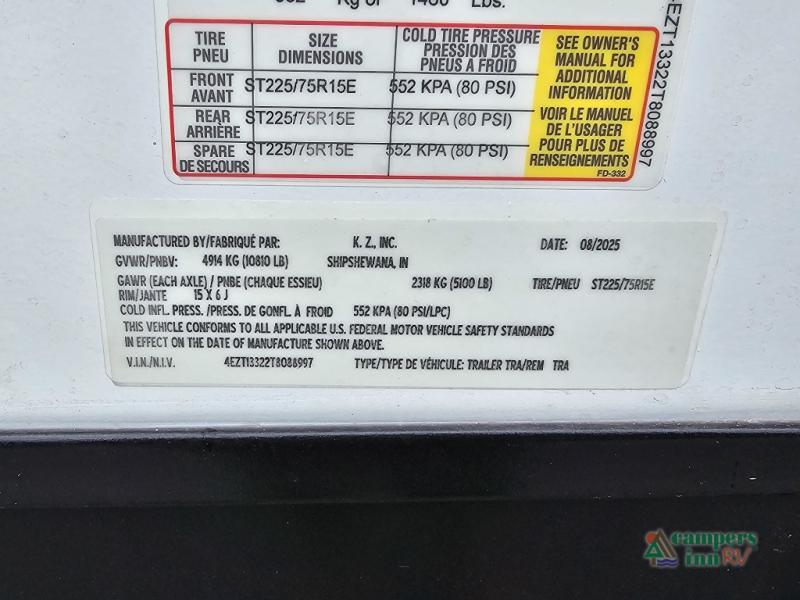 Kg or 1430 Lbs.
TIRE SIZE COLD TIRE PRESSURE
PNEU DIMENSIONS PRESSION DES
PNEUS A FROID
FRONT ST225/75R15E 552 KPA (80 PSI)
AVANT
REAR ST225/75R15E 552 KPA (80 PSI)
ARRIÈRE
SPARE ST225/75R15E 552 KPA (80 PSI)
DE SECOURS
SEE OWNER'S
MANUAL FOR
ADDITIONAL
INFORMATION
VOIR LE MANUEL
DE L'USAGER
POUR PLUS DE
RENSEIGNEMENTS
FD-332
EZT13322T8088997
MANUFACTURED BY/FABRIQUÉ PAR: K. Z., INC. DATE: 08/2025
GVWR/PNBV: 4914 KG (10810 LB) SHIPSHEWANA, IN
GAWR (EACH AXLE) / PNBE (CHAQUE ESSIEU) 2318 KG (5100 LB) TIRE/PNEU ST225/75R15E
RIM/JANTE 15 X 6 J
COLD INFL. PRESS. /PRESS. DE GONFL. À FROID 552 KPA (80 PSI/LPC)
THIS VEHICLE CONFORMS TO ALL APPLICABLE U.S. FEDERAL MOTOR VEHICLE SAFETY STANDARDS
IN EFFECT ON THE DATE OF MANUFACTURE SHOWN ABOVE.
V.I.N./N.I.V. 4EZT13322T8088997 TYPE/TYPE DE VÉHICULE: TRAILER TRA/REM TRA
campers
inn RV